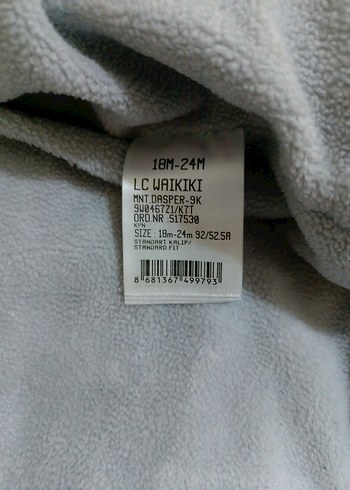 18M-24M
LC WAIKIKI
MNT.DASPER-9K
9W0467Z1/K7T
ORD.NR :517530
KFN
SIZE : 18m-24m 92/52.5A
STANDART KALIP/
STANDARD FIT
8 681367 499793